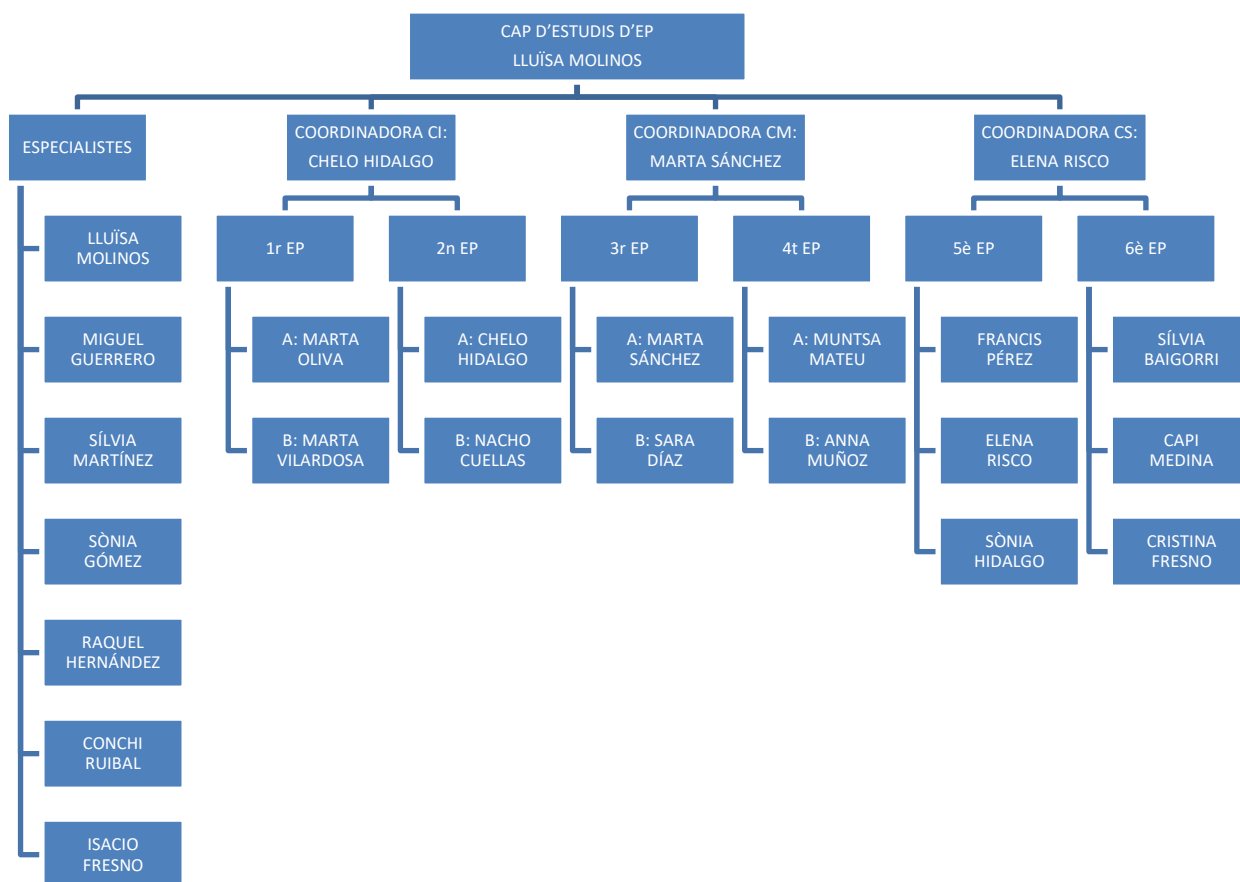 CAP D'ESTUDIS D'EP
LLUÏSA MOLINOS
ESPECIALISTES
COORDINADORA CI:
CHELO HIDALGO
COORDINADORA CM:
MARTA SÁNCHEZ
COORDINADORA CS:
ELENA RISCO
LLUÏSA
MOLINOS
MIGUEL
GUERRERO
SÍLVIA
MARTÍNEZ
SÒNIA
GÓMEZ
RAQUEL
HERNÁNDEZ
CONCHI
RUIBAL
ISACIO
FRESNO
1r EP
A: MARTA
OLIVA
B: MARTA
VILARDOSA
2n EP
A: CHELO
HIDALGO
B: NACHO
CUELLAS
3r EP
A: MARTA
SÁNCHEZ
B: SARA
DÍAZ
4t EP
A: MUNTSA
MATEU
B: ANNA
MUÑOZ
5è EP
FRANCIS
PÉREZ
ELENA
RISCO
SÒNIA
HIDALGO
6è EP
SÍLVIA
BAIGORRI
CAPI
MEDINA
CRISTINA
FRESNO